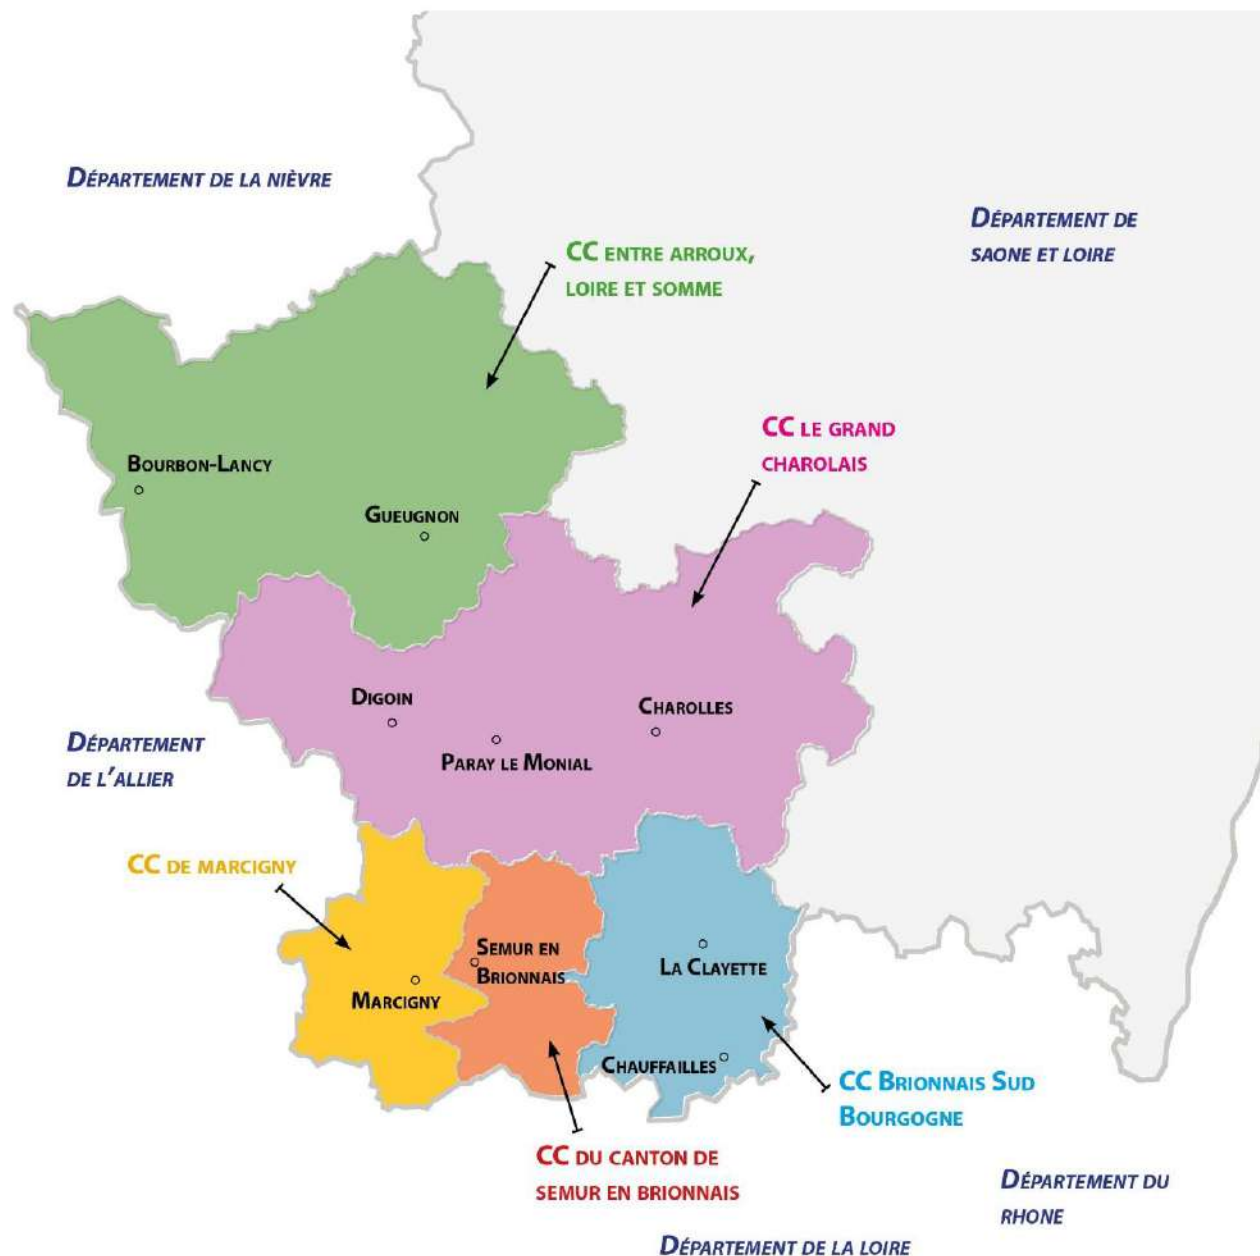 DÉPARTEMENT DE LA NIÈVRE
DÉPARTEMENT DE
SAONE ET LOIRE
CC ENTRE ARROUX,
LOIRE ET SOMME
CC LE GRAND
CHAROLAIS
BOURBON-LANCY
GUEUGNON
DIGOIN
CHAROLLES
PARAY LE MONIAL
DÉPARTEMENT
DE L'ALLIER
CC DE MARCIGNY
SEMUR EN
BRIONNAIS
LA CLAYETTE
MARCIGNY
CHAUFFAILLES
CC BRIONNAIS SUD
BOURGOGNE
CC DU CANTON DE
SEMUR EN BRIONNAIS
DÉPARTEMENT DU
RHONE
DÉPARTEMENT DE LA LOIRE